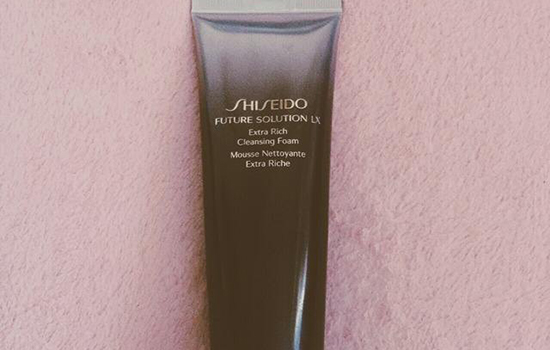 SHISEIDO
FUTURE SOLUTION LX
Extra Rich
Cleansing Foam
Mousse Nettoyante
Extra Riche